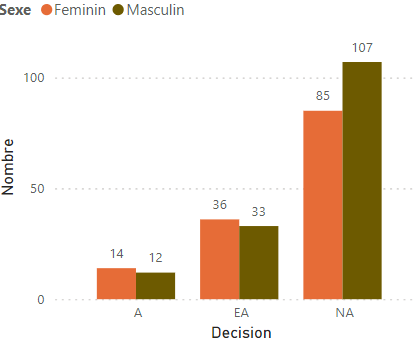 Sexe Feminin Masculin
107
100
85
Nombre
50
36
33
14
12
0
A EA NA
Decision